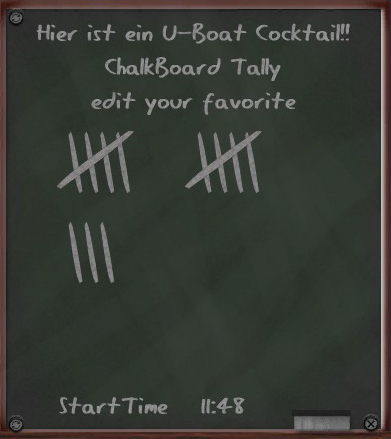 Hier ist ein U-Boat Cocktail!!
ChalkBoard Tally
edit your favorite
StartTime 11:48